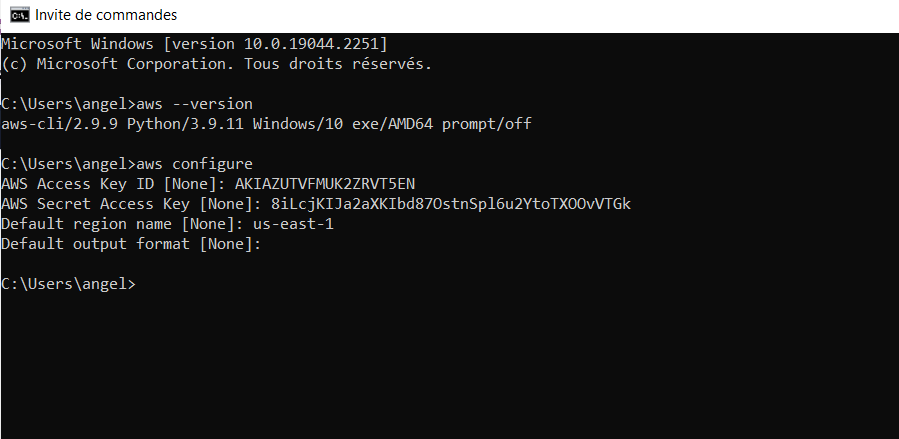 Invite de commandes
Microsoft Windows [version 10.0.19044.2251]
(c) Microsoft Corporation. Tous droits réservés.
C:\Users\angel>aws --version
aws-cli/2.9.9 Python/3.9.11 Windows/10 exe/AMD64 prompt/off
C:\Users\angel>aws configure
AWS Access Key ID [None]: AKIAZUTVFMUK2ZRVT5EN
AWS Secret Access Key [None]: 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
Default region name [None]: us-east-1
Default output format [None]:
C:\Users\angel>